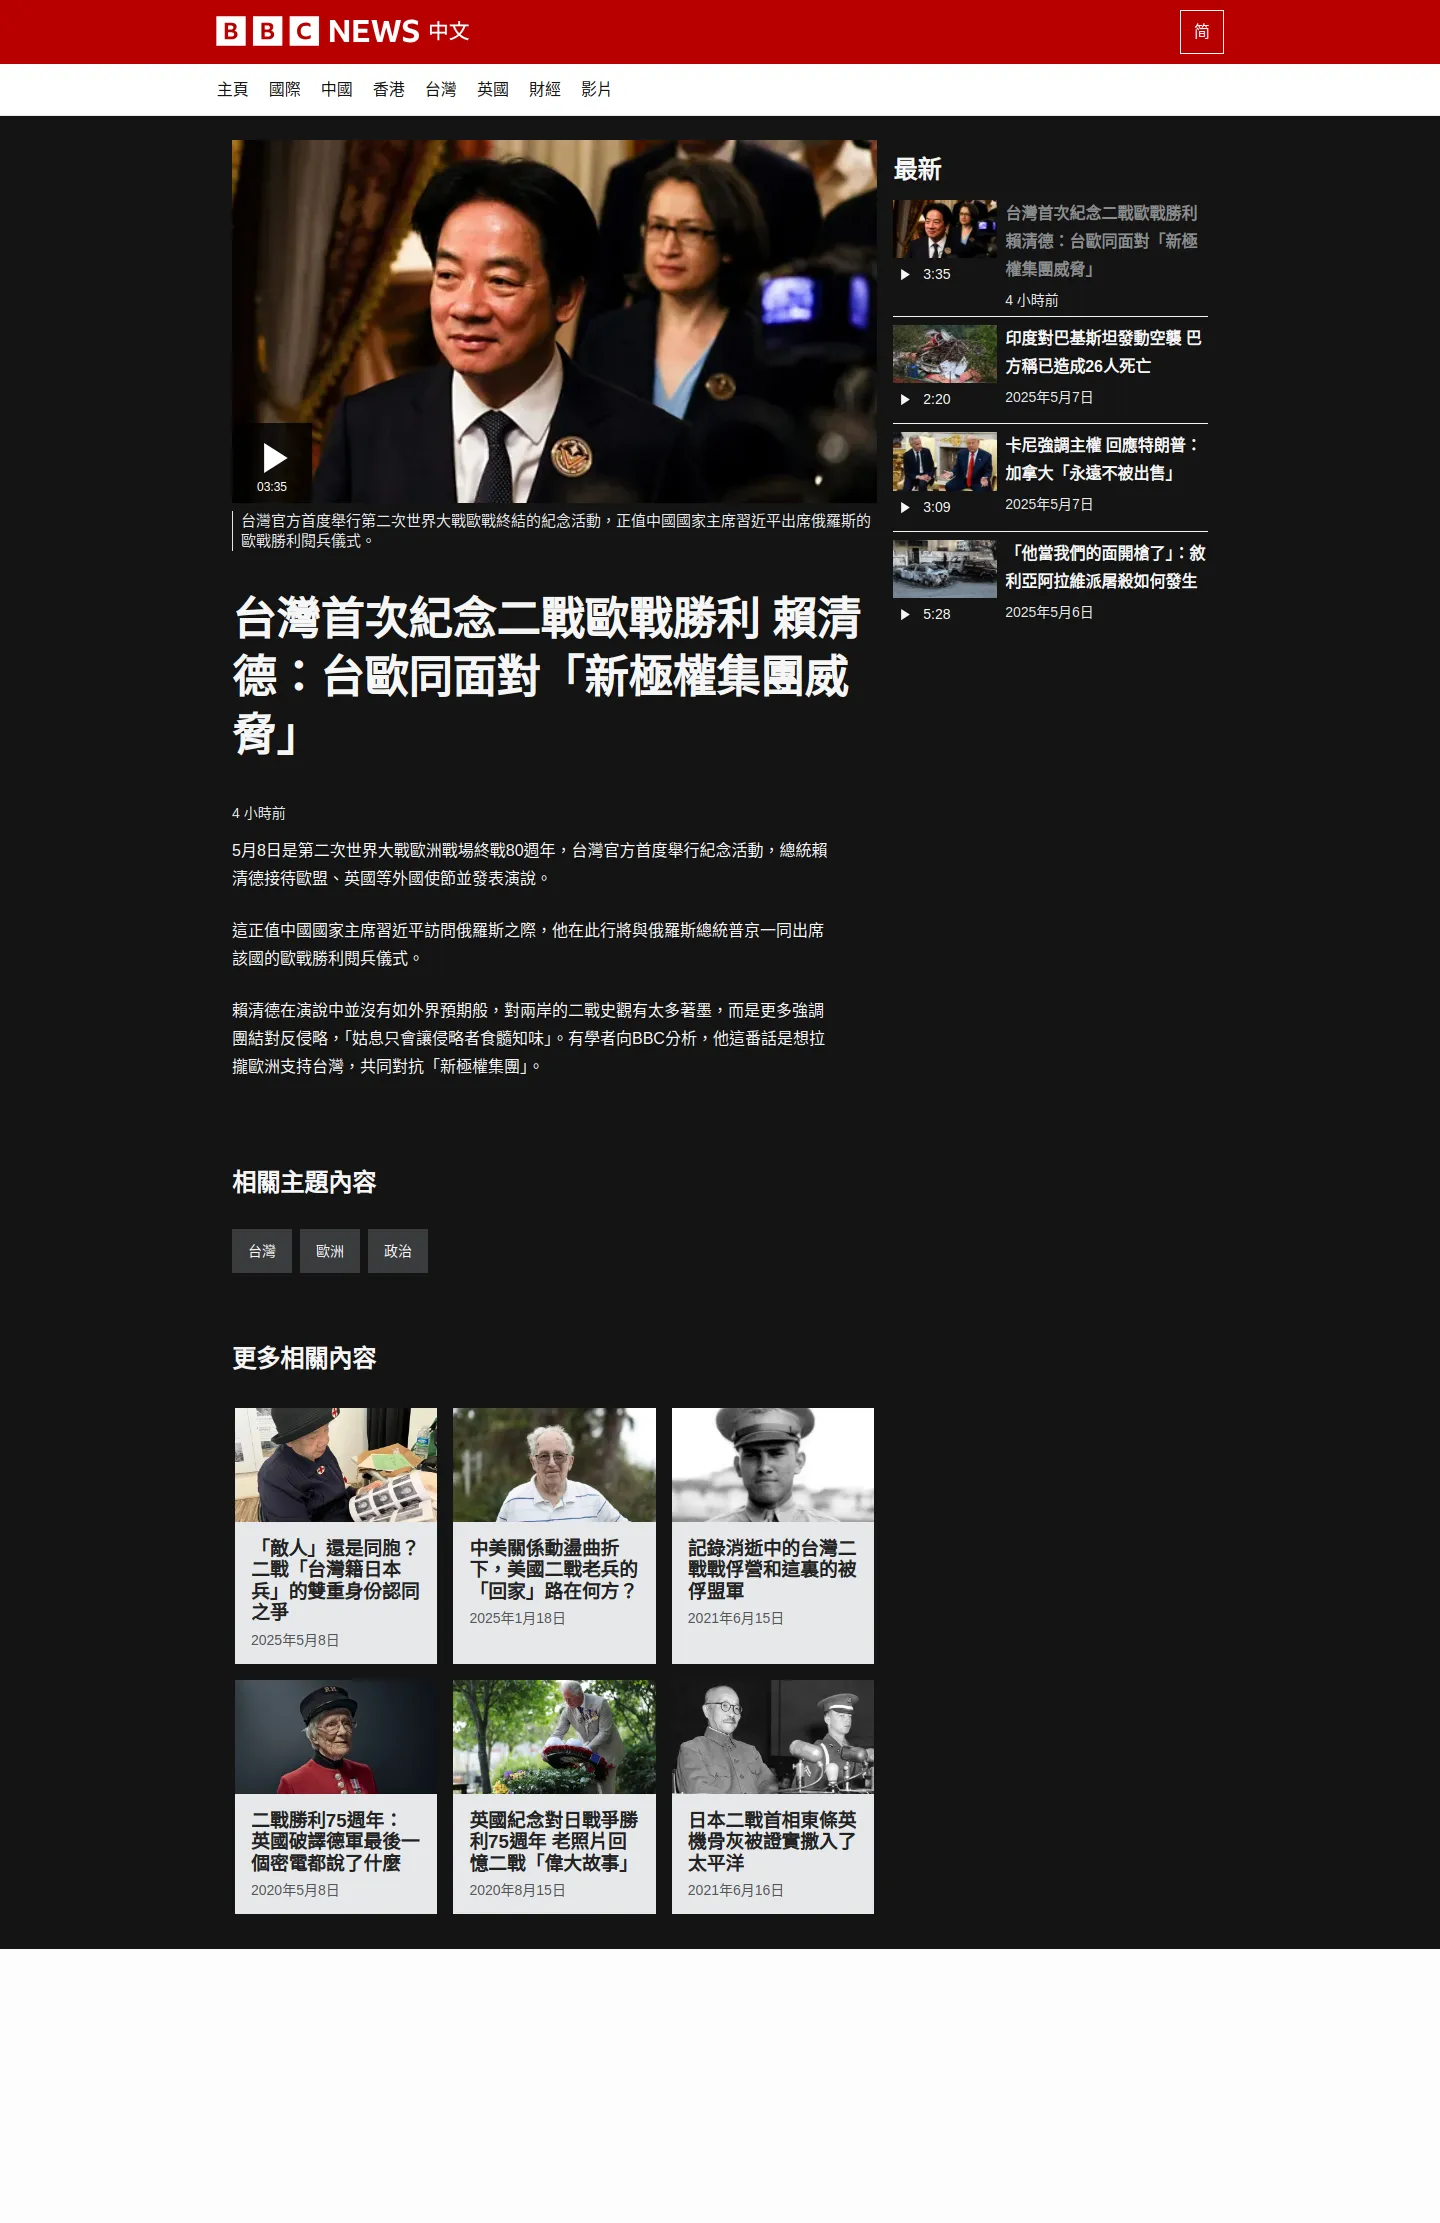 BBC NEWS 中文
简
主頁 國際 中國 香港 台灣 英國 財經 影片
03:35
台灣官方首度舉行第二次世界大戰歐戰終結的紀念活動，正值中國國家主席習近平出席俄羅斯的
歐戰勝利閱兵儀式。
台灣首次紀念二戰歐戰勝利 賴清
德：台歐同面對「新極權集團威
脅」
4 小時前
5月8日是第二次世界大戰歐洲戰場終戰80週年，台灣官方首度舉行紀念活動，總統賴
清德接待歐盟、英國等外國使節並發表演說。
這正值中國國家主席習近平訪問俄羅斯之際，他在此行將與俄羅斯總統普京一同出席
該國的歐戰勝利閱兵儀式。
賴清德在演說中並沒有如外界預期般，對兩岸的二戰史觀有太多著墨，而是更多強調
團結對反侵略，「姑息只會讓侵略者食髓知味」。有學者向BBC分析，他這番話是想拉
攏歐洲支持台灣，共同對抗「新極權集團」。
最新
台灣首次紀念二戰歐戰勝利
賴清德：台歐同面對「新極
權集團威脅」
3:35
4 小時前
印度對巴基斯坦發動空襲 巴
方稱已造成26人死亡
2:20
2025年5月7日
卡尼強調主權 回應特朗普：
加拿大「永遠不被出售」
3:09
2025年5月7日
「他當我們的面開槍了」：敘
利亞阿拉維派屠殺如何發生
5:28
2025年5月6日
相關主題內容
台灣 歐洲 政治
更多相關內容
「敵人」還是同胞？
二戰「台灣籍日本
兵」的雙重身份認同
之爭
2025年5月8日
中美關係動盪曲折
下，美國二戰老兵的
「回家」路在何方？
2025年1月18日
記錄消逝中的台灣二
戰戰俘營和這裏的被
俘盟軍
2021年6月15日
二戰勝利75週年：
英國破譯德軍最後一
個密電都說了什麼
2020年5月8日
英國紀念對日戰爭勝
利75週年 老照片回
憶二戰「偉大故事」
2020年8月15日
日本二戰首相東條英
機骨灰被證實撒入了
太平洋
2021年6月16日